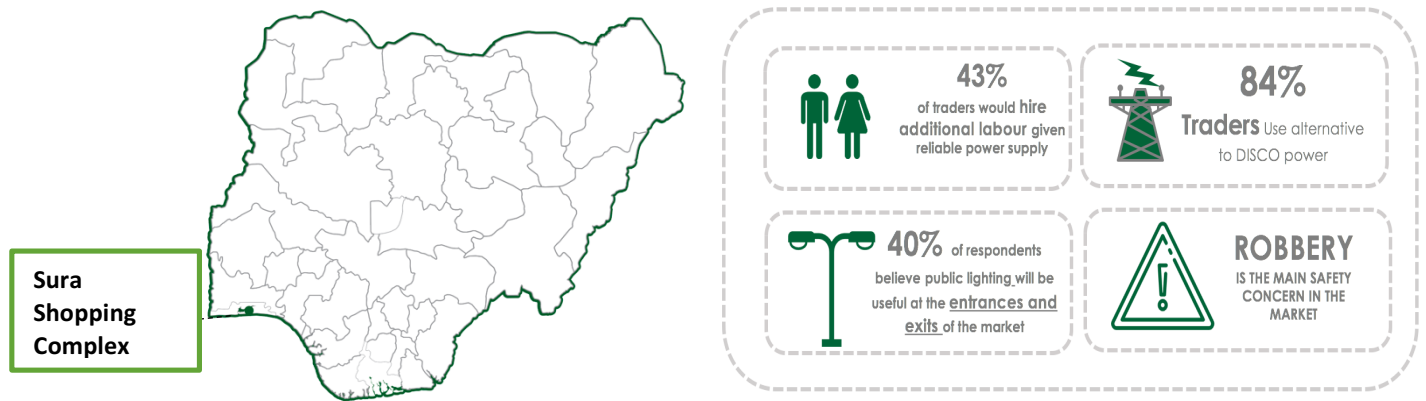 Sura
Shopping
Complex
43%
of traders would hire
additional labour given
reliable power supply
84%
Traders Use alternative
to DISCO power
40% of respondents
believe public lighting will be
useful at the entrances and
exits of the market
ROBBERY
IS THE MAIN SAFETY
CONCERN IN THE
MARKET